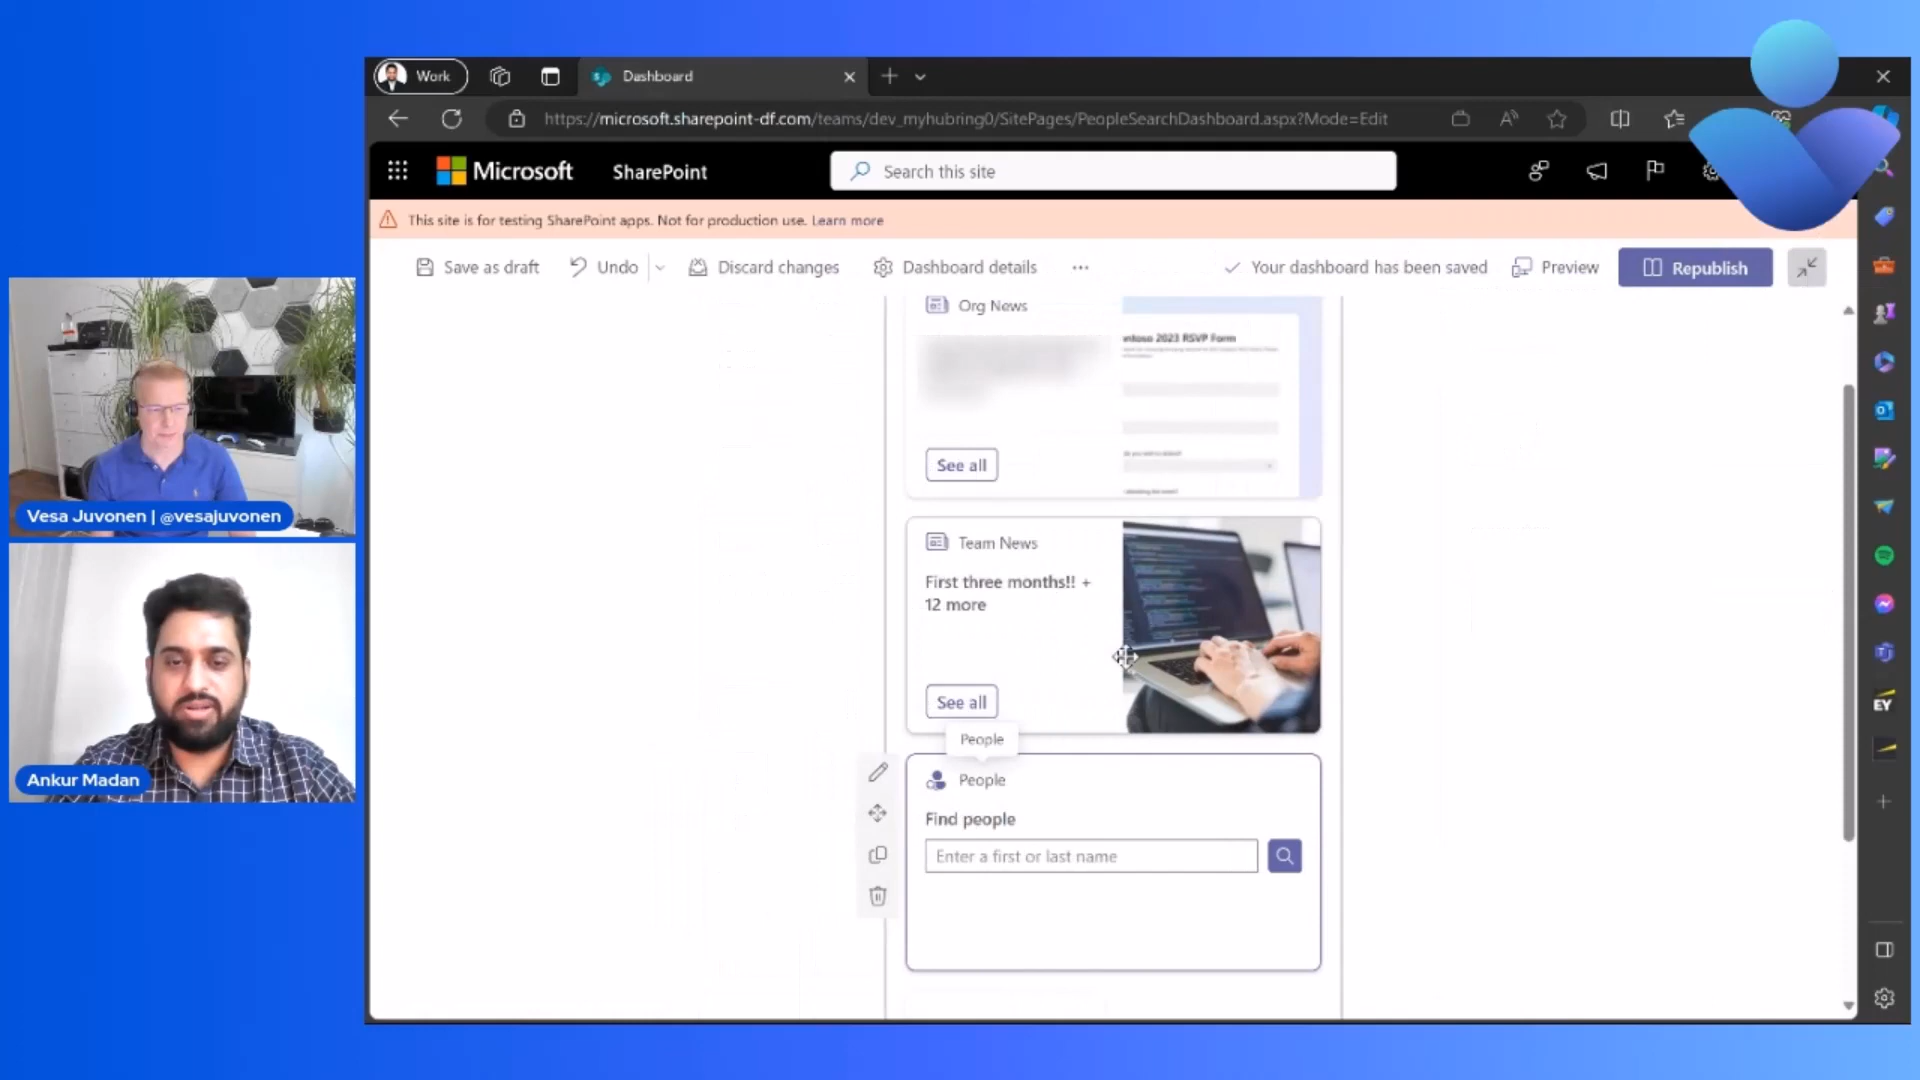 Work
Dashboard
https://microsoft.sharepoint-df.com/teams/dev_myhubring0/SitePages/PeopleSearchDashboard.aspx?Mode=Edit
Microsoft
SharePoint
Search this site
This site is for testing SharePoint apps. Not for production use. Learn more
Save as draft
Undo
Discard changes
Dashboard details
Your dashboard has been saved
Preview
Republish
Org News
2023 RSVP Form
See all
Team News
First three months!! +
12 more
See all
People
People
Find people
Enter a first or last name
EY
Vesa Juvonen | @vesajuvonen
Ankur Madan